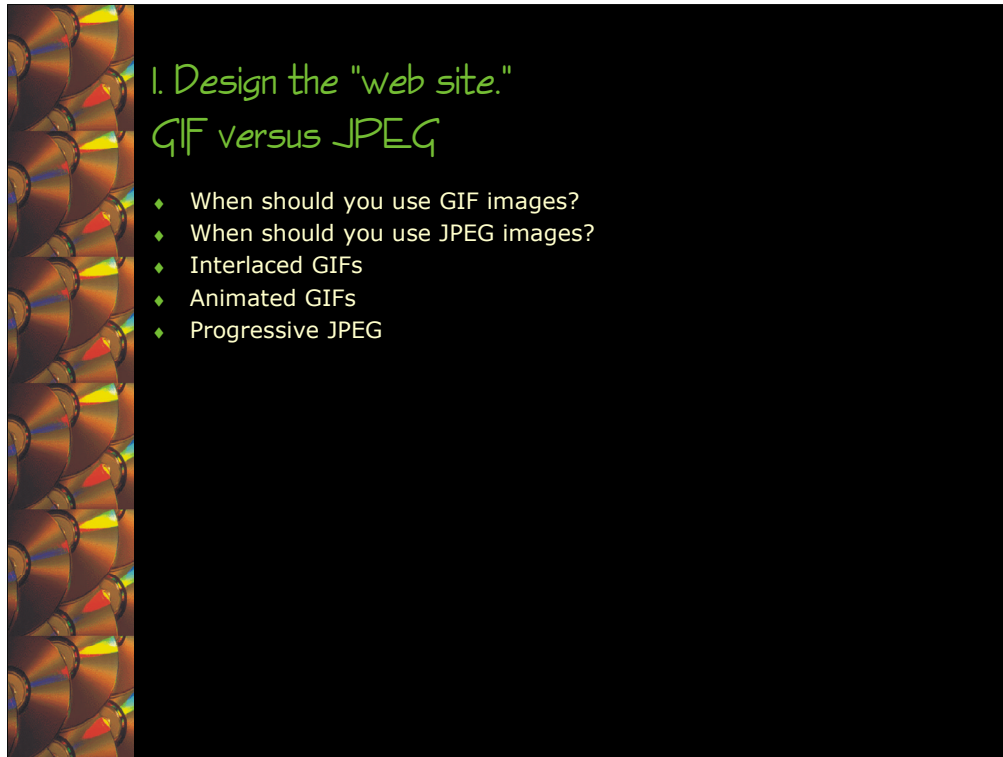 1. Design the "web site."
GIF versus JPEG
♦ When should you use GIF images?
♦ When should you use JPEG images?
♦ Interlaced GIFs
♦ Animated GIFs
♦ Progressive JPEG